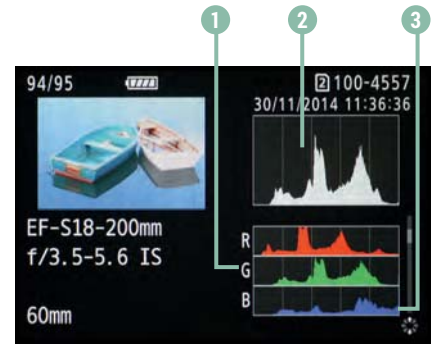 1 2 3
94/95 2 100-4557
30/11/2014 11:36:36
EF-S18-200mm
f/3.5-5.6 IS
R
G
B
60mm